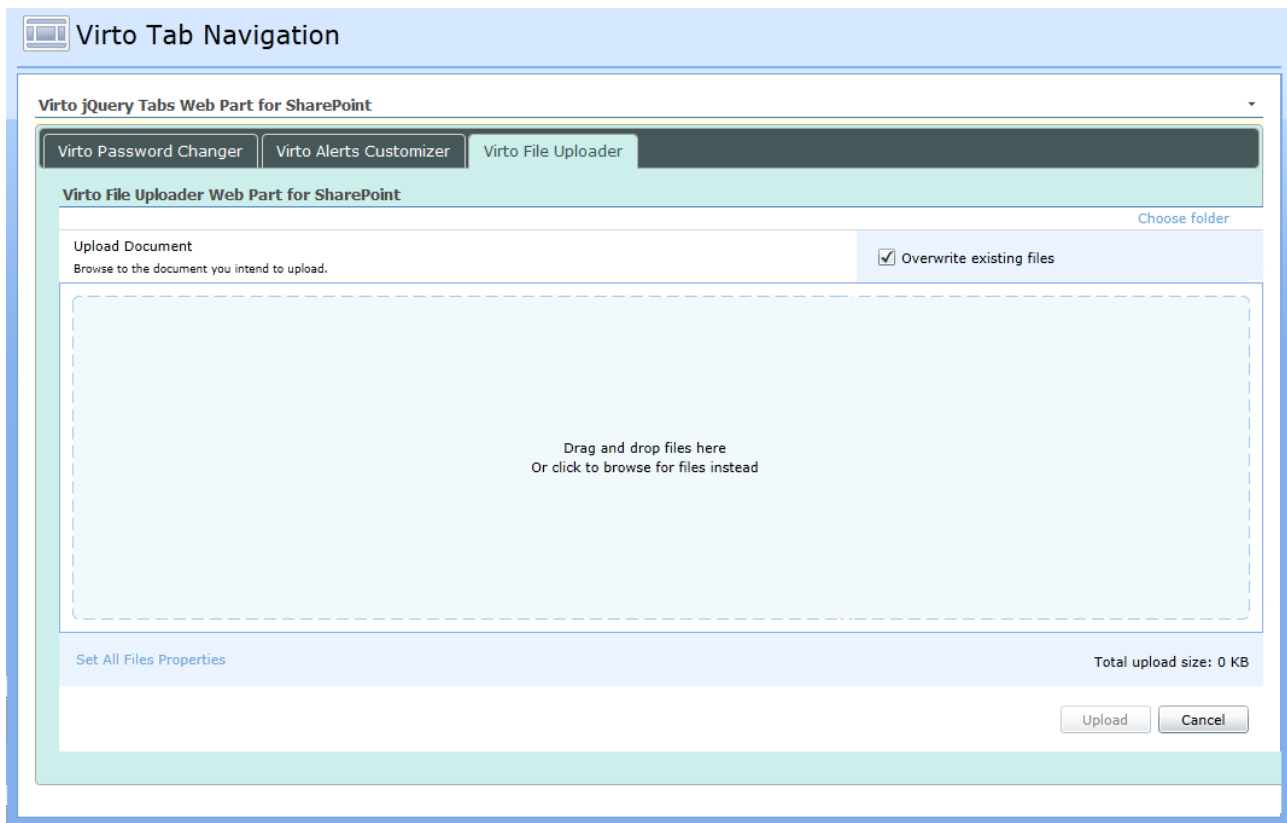 Virto Tab Navigation
Virto jQuery Tabs Web Part for SharePoint
Virto Password Changer
Virto Alerts Customizer
Virto File Uploader
Virto File Uploader Web Part for SharePoint
Choose folder
Upload Document
Browse to the document you intend to upload.
Overwrite existing files
Drag and drop files here
Or click to browse for files instead
Set All Files Properties
Total upload size: 0 KB
Upload
Cancel